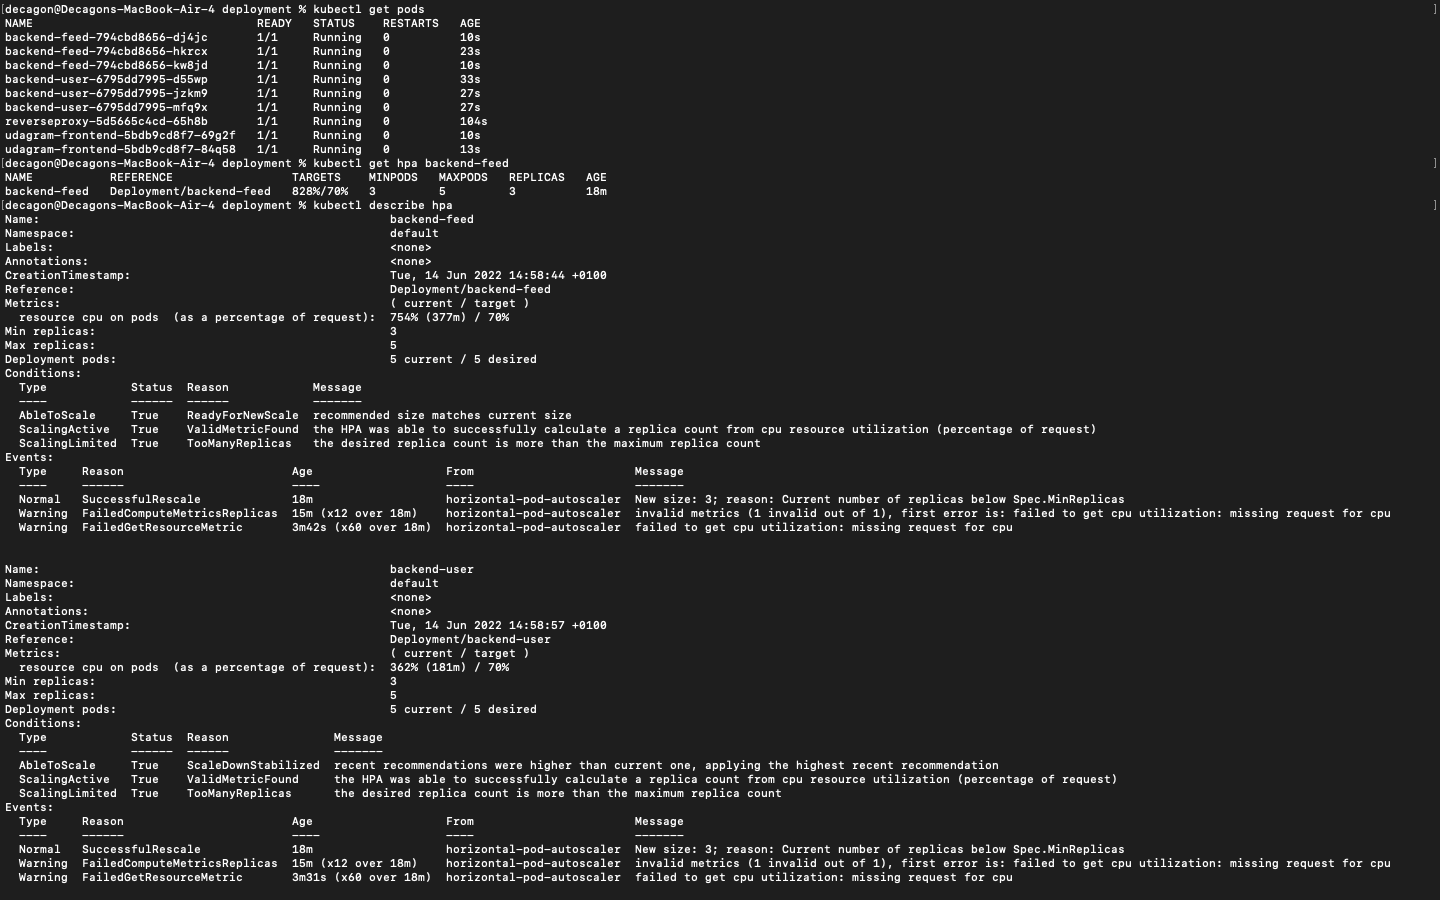 [decagon@Decagons-MacBook-Air-4 deployment % kubectl get pods ]
NAME READY STATUS RESTARTS AGE
backend-feed-794cbd8656-dj4jc 1/1 Running 0 10s
backend-feed-794cbd8656-hkrcx 1/1 Running 0 23s
backend-feed-794cbd8656-kw8jd 1/1 Running 0 10s
backend-user-6795dd7995-d55wp 1/1 Running 0 33s
backend-user-6795dd7995-jzkm9 1/1 Running 0 27s
backend-user-6795dd7995-mfq9x 1/1 Running 0 27s
reverseproxy-5d5665c4cd-65h8b 1/1 Running 0 104s
udagram-frontend-5bdb9cd8f7-69g2f 1/1 Running 0 10s
udagram-frontend-5bdb9cd8f7-84q58 1/1 Running 0 13s
[decagon@Decagons-MacBook-Air-4 deployment % kubectl get hpa backend-feed ]
NAME REFERENCE TARGETS MINPODS MAXPODS REPLICAS AGE
backend-feed Deployment/backend-feed 828%/70% 3 5 3 18m
[decagon@Decagons-MacBook-Air-4 deployment % kubectl describe hpa ]
Name: backend-feed
Namespace: default
Labels: <none>
Annotations: <none>
CreationTimestamp: Tue, 14 Jun 2022 14:58:44 +0100
Reference: Deployment/backend-feed
Metrics: ( current / target )
resource cpu on pods (as a percentage of request): 754% (377m) / 70%
Min replicas: 3
Max replicas: 5
Deployment pods: 5 current / 5 desired
Conditions:
Type Status Reason Message
---- ------ ------ -------
AbleToScale True ReadyForNewScale recommended size matches current size
ScalingActive True ValidMetricFound the HPA was able to successfully calculate a replica count from cpu resource utilization (percentage of request)
ScalingLimited True TooManyReplicas the desired replica count is more than the maximum replica count
Events:
Type Reason Age From Message
---- ------ ---- ---- -------
Normal SuccessfulRescale 18m horizontal-pod-autoscaler New size: 3; reason: Current number of replicas below Spec.MinReplicas
Warning FailedComputeMetricsReplicas 15m (x12 over 18m) horizontal-pod-autoscaler invalid metrics (1 invalid out of 1), first error is: failed to get cpu utilization: missing request for cpu
Warning FailedGetResourceMetric 3m42s (x60 over 18m) horizontal-pod-autoscaler failed to get cpu utilization: missing request for cpu
Name: backend-user
Namespace: default
Labels: <none>
Annotations: <none>
CreationTimestamp: Tue, 14 Jun 2022 14:58:57 +0100
Reference: Deployment/backend-user
Metrics: ( current / target )
resource cpu on pods (as a percentage of request): 362% (181m) / 70%
Min replicas: 3
Max replicas: 5
Deployment pods: 5 current / 5 desired
Conditions:
Type Status Reason Message
---- ------ ------ -------
AbleToScale True ScaleDownStabilized recent recommendations were higher than current one, applying the highest recent recommendation
ScalingActive True ValidMetricFound the HPA was able to successfully calculate a replica count from cpu resource utilization (percentage of request)
ScalingLimited True TooManyReplicas the desired replica count is more than the maximum replica count
Events:
Type Reason Age From Message
---- ------ ---- ---- -------
Normal SuccessfulRescale 18m horizontal-pod-autoscaler New size: 3; reason: Current number of replicas below Spec.MinReplicas
Warning FailedComputeMetricsReplicas 15m (x12 over 18m) horizontal-pod-autoscaler invalid metrics (1 invalid out of 1), first error is: failed to get cpu utilization: missing request for cpu
Warning FailedGetResourceMetric 3m31s (x60 over 18m) horizontal-pod-autoscaler failed to get cpu utilization: missing request for cpu